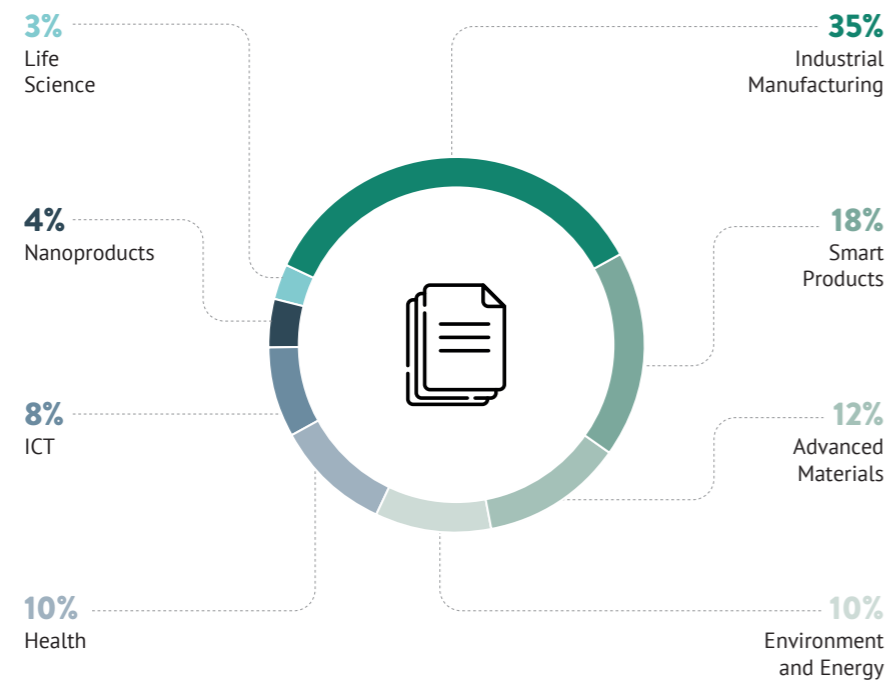 3%
Life
Science
35%
Industrial
Manufacturing
4%
Nanoproducts
18%
Smart
Products
8%
ICT
12%
Advanced
Materials
10%
Health
10%
Environment
and Energy